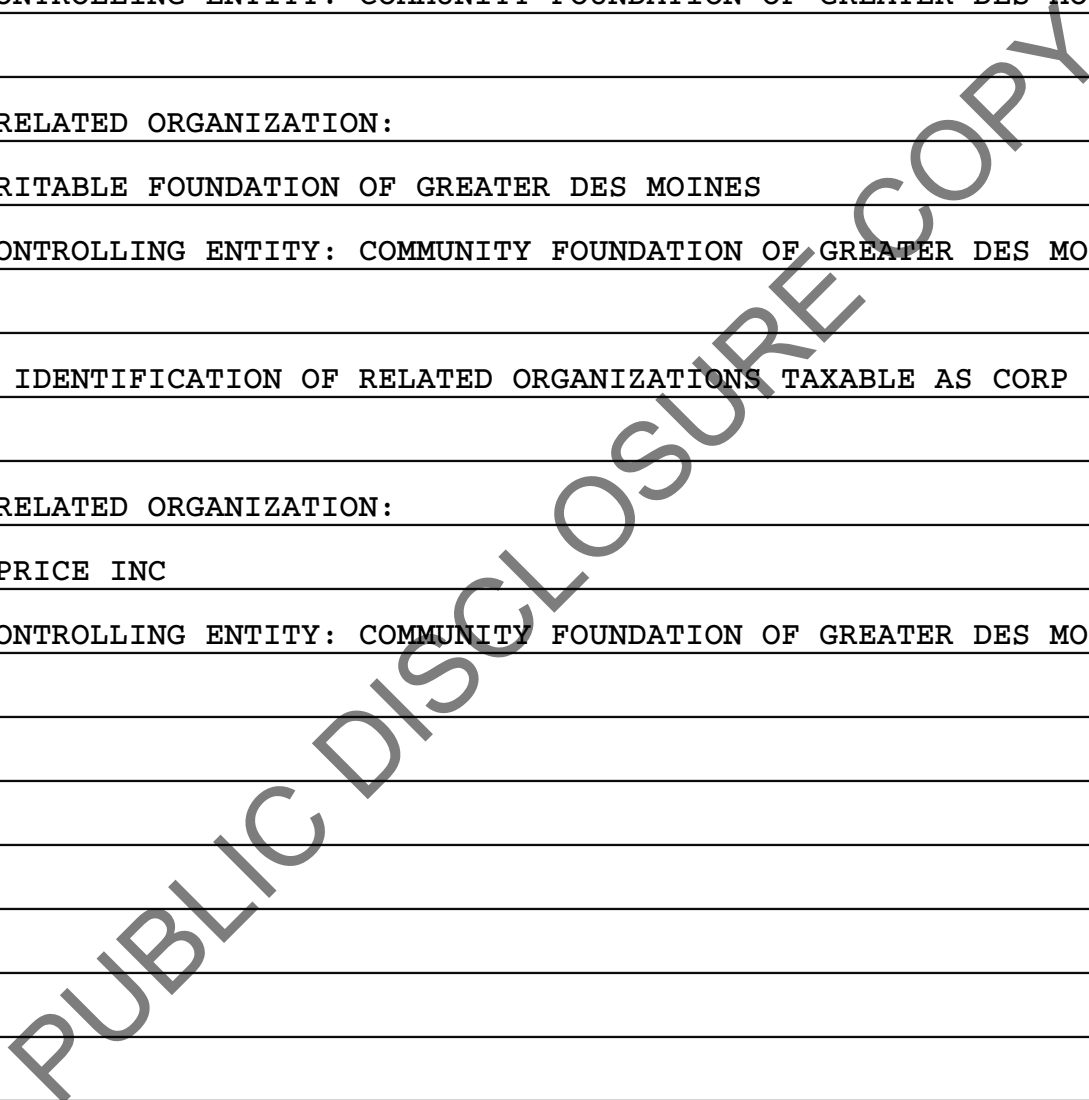 ONTROLLING ENTITY: COMMUNITY FOUNDATION OF GREATER DES MO
RELATED ORGANIZATION:
RITABLE FOUNDATION OF GREATER DES MOINES
ONTROLLING ENTITY: COMMUNITY FOUNDATION OF GREATER DES MO
IDENTIFICATION OF RELATED ORGANIZATIONS TAXABLE AS CORP
RELATED ORGANIZATION:
PRICE INC
ONTROLLING ENTITY: COMMUNITY FOUNDATION OF GREATER DES MO
PUBLIC DISCLOSURE COPY